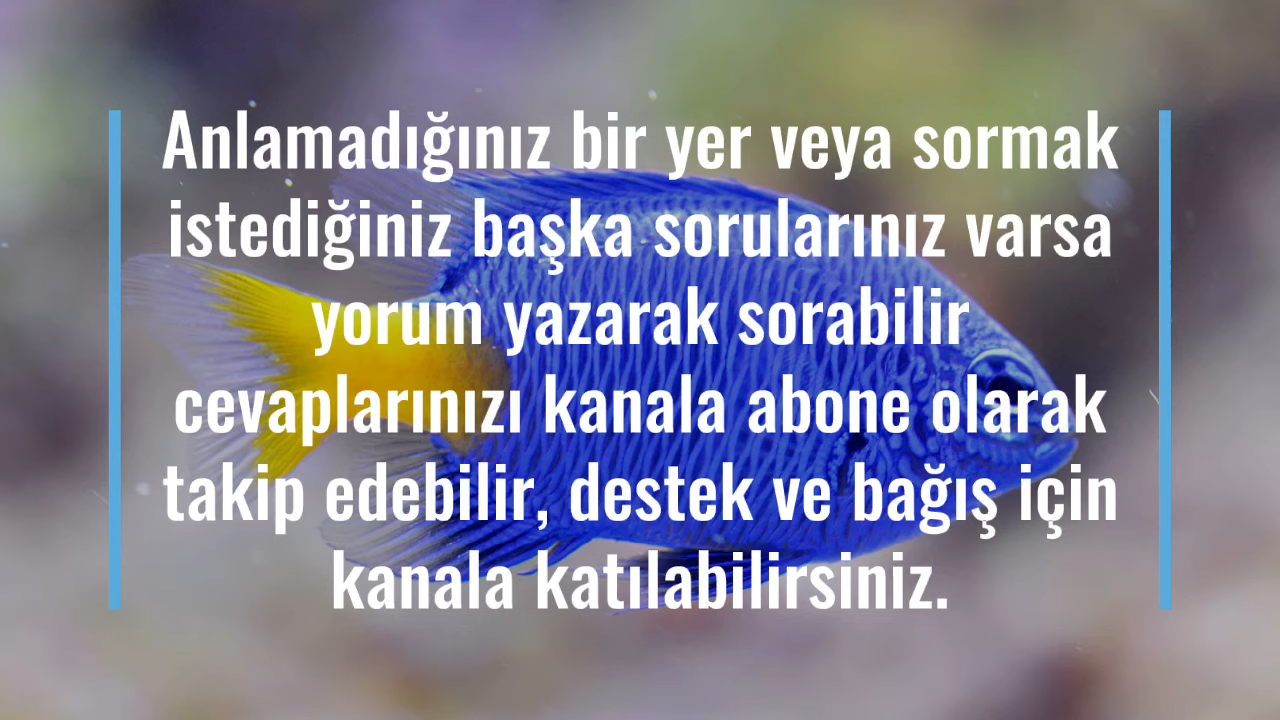 Anlamadığınız bir yer veya sormak
istediğiniz başka sorularınız varsa
yorum yazarak sorabilir
cevaplarınızı kanala abone olarak
takip edebilir, destek ve bağış için
kanala katılabilirsiniz.